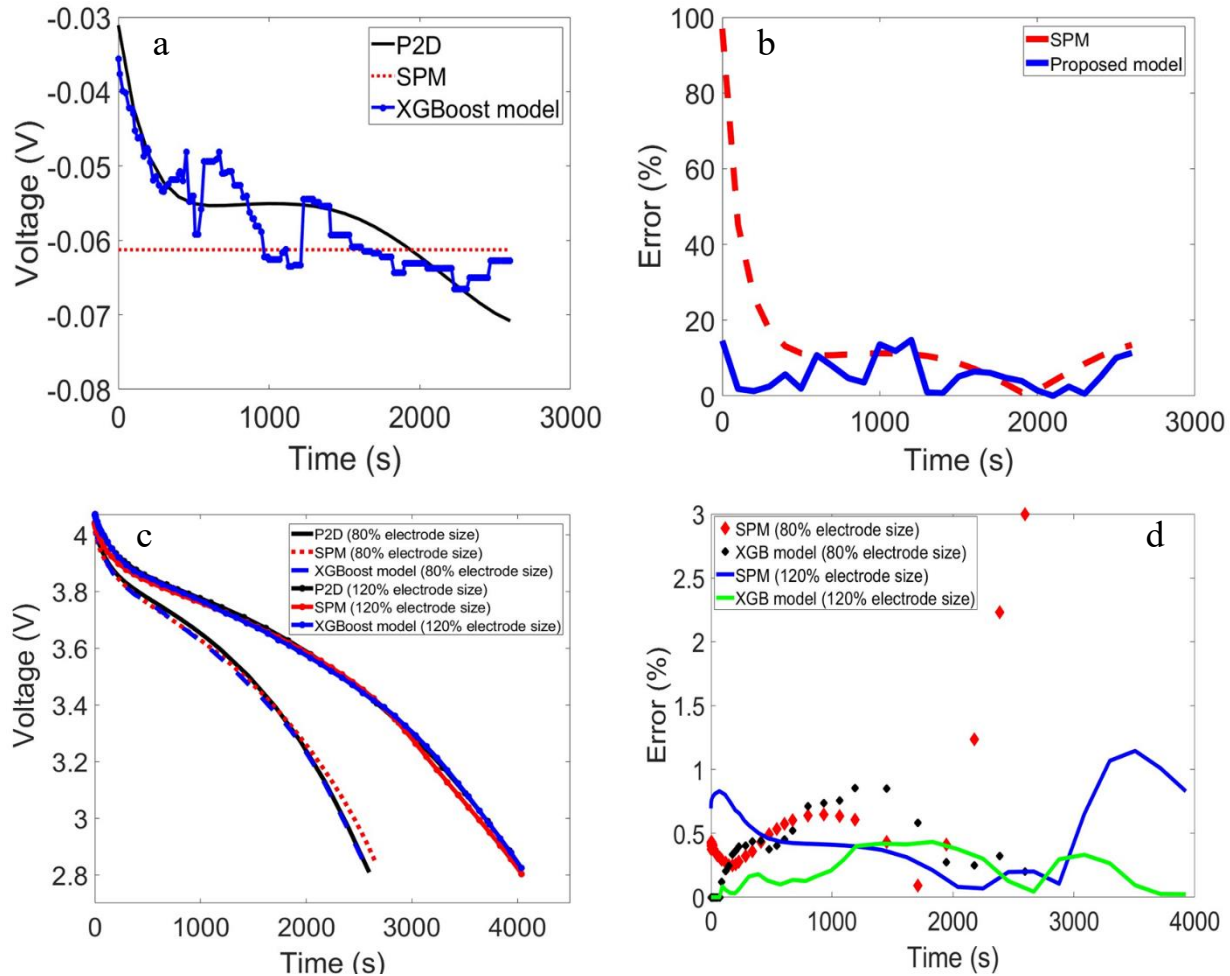 a
P2D
SPM
XGBoost model
-0.03
-0.04
-0.05
-0.06
-0.07
-0.08
Voltage (V)
0
1000
2000
3000
Time (s)
b
SPM
Proposed model
100
80
60
40
20
0
Error (%)
0
1000
2000
3000
Time (s)
c
P2D (80% electrode size)
SPM (80% electrode size)
XGBoost model (80% electrode size)
P2D (120% electrode size)
SPM (120% electrode size)
XGBoost model (120% electrode size)
4
3.8
3.6
3.4
3.2
3
2.8
Voltage (V)
0
1000
2000
3000
4000
Time (s)
d
SPM (80% electrode size)
XGB model (80% electrode size)
SPM (120% electrode size)
XGB model (120% electrode size)
3
2.5
2
1.5
1
0.5
0
Error (%)
0
1000
2000
3000
4000
Time (s)